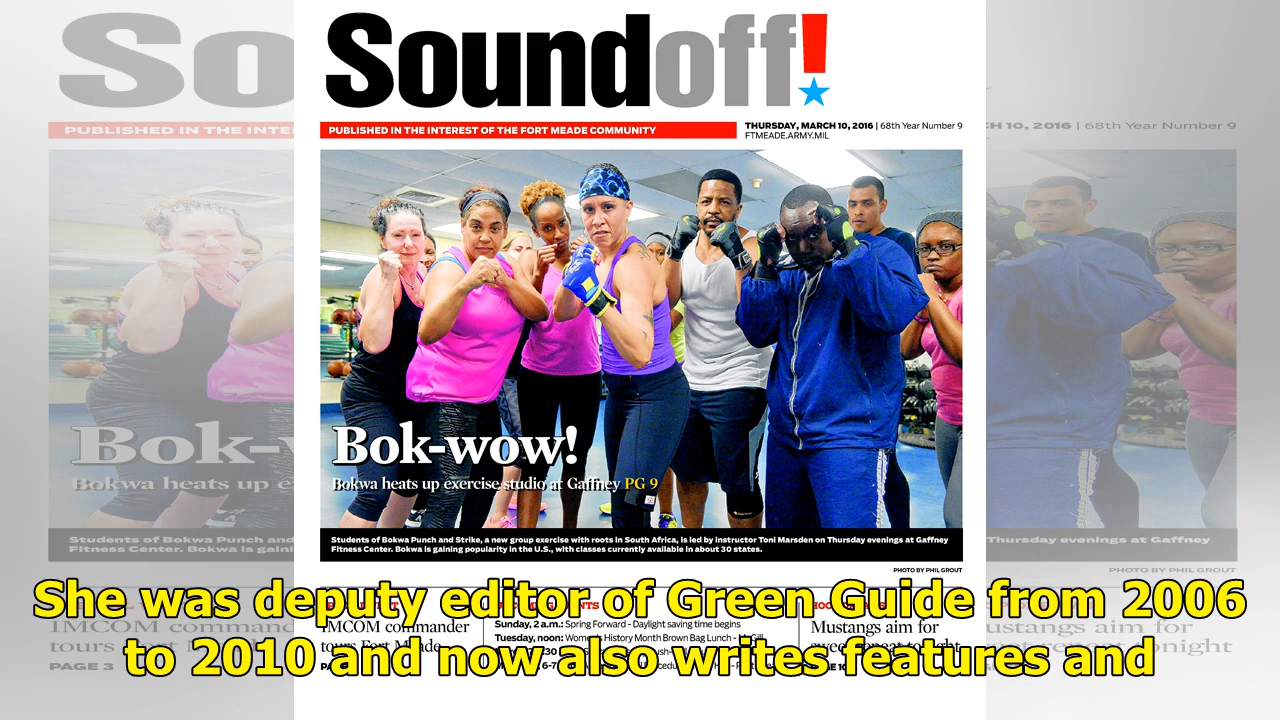 Soundoff!
PUBLISHED IN THE INTEREST OF THE FORT MEADE COMMUNITY
THURSDAY, MARCH 10, 2016 | 68th Year Number 9
FTMEADE.ARMY.MIL
Bok-wow!
Bokwa heats up exercise studio at Gaffney PG 9
Students of Bokwa Punch and Strike, a new group exercise with roots in South Africa, is led by instructor Toni Marsden on Thursday evenings at Gaffney
Fitness Center. Bokwa is gaining popularity in the U.S., with classes currently available in about 30 states.
PHOTO BY PHIL GROUT
She was deputy editor of Green Guide from 2006
to 2010 and now also writes features and
IMCOM commander
tours Fort Meade
PAGE 3
Sunday, 2 a.m.: Spring Forward - Daylight saving time begins
Tuesday, noon: Women's History Month Brown Bag Lunch
Mustangs aim for